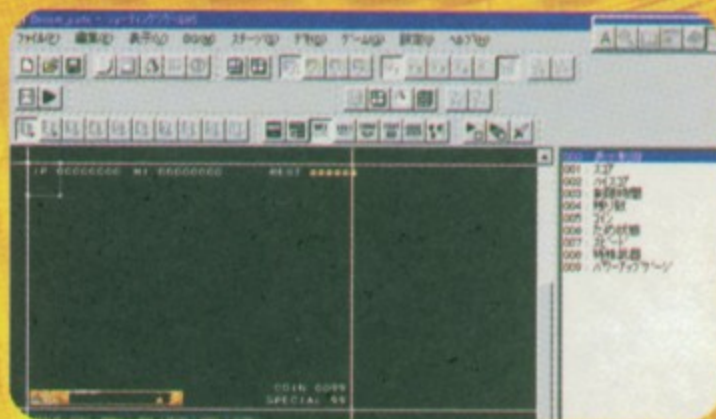 ファイル(F) 編集(E) 表示(V) ステージ(S) ゲーム(G) 設定(O) ヘルプ(H)
1P 00000000 HI 00000000 REST
001 : スコア
002 : ハイスコア
003 : 制限時間
004 : 残り数
005 : コイン
006 : ため状態
007 : スピード
008 : 特殊武器
009 : パワーアップゲージ
COIN 0099
SPECIAL 99